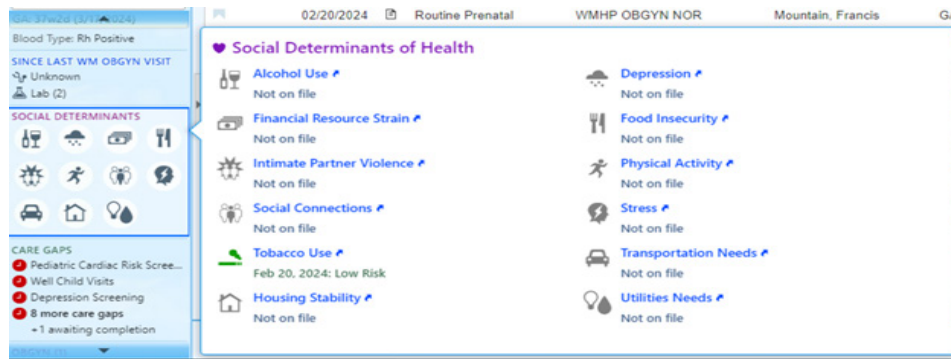 02/20/2024 Routine Prenatal WMHP OBGYN NOR Mountain, Francis
Blood Type: Rh Positive
SINCE LAST WM OBGYN VISIT
Unknown
Lab (2)
SOCIAL DETERMINANTS
CARE GAPS
Pediatric Cardiac Risk Scree...
Well Child Visits
Depression Screening
8 more care gaps
+1 awaiting completion
Social Determinants of Health
Alcohol Use
Not on file
Depression
Not on file
Financial Resource Strain
Not on file
Food Insecurity
Not on file
Intimate Partner Violence
Not on file
Physical Activity
Not on file
Social Connections
Not on file
Stress
Not on file
Tobacco Use
Feb 20, 2024: Low Risk
Transportation Needs
Not on file
Housing Stability
Not on file
Utilities Needs
Not on file